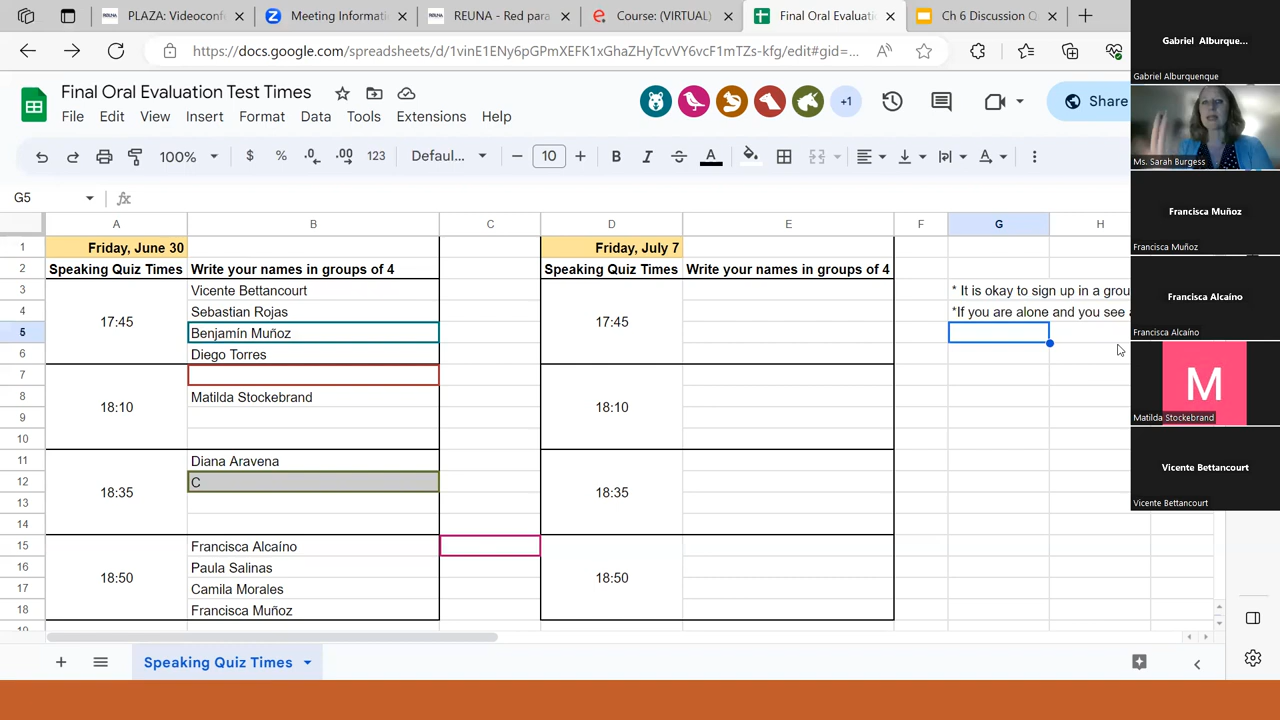 PLAZA: Videoconf
Meeting Informati
REUNA - Red para
Course: (VIRTUAL)
Final Oral Evaluati
Ch 6 Discussion Q
https://docs.google.com/spreadsheets/d/1vinE1ENy6pGPmXEFK1xGhaZHyTcvVY6vcF1mTZs-kfg/edit#gid=...
Final Oral Evaluation Test Times
+1
Share
File Edit View Insert Format Data Tools Extensions Help
100% $ % .0 .00 123 Defaul... 10 B I A
G5 fx
A B C D E F G H
1 Friday, June 30 Friday, July 7
2 Speaking Quiz Times Write your names in groups of 4 Speaking Quiz Times Write your names in groups of 4
3 Vicente Bettancourt * It is okay to sign up in a grou
4 Sebastian Rojas *If you are alone and you see
17:45 17:45
5 Benjamín Muñoz
6 Diego Torres
7
8 Matilda Stockebrand
18:10 18:10
9
10
11 Diana Aravena
12 C
18:35 18:35
13
14
15 Francisca Alcaíno
16 Paula Salinas
18:50 18:50
17 Camila Morales
18 Francisca Muñoz
Speaking Quiz Times
Gabriel Alburque...
Gabriel Alburquenque
Ms. Sarah Burgess
Francisca Muñoz
Francisca Muñoz
Francisca Alcaíno
Francisca Alcaíno
M
Matilda Stockebrand
Vicente Bettancourt
Vicente Bettancourt